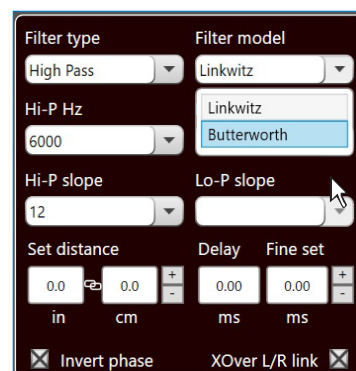 Filter type Filter model
High Pass Linkwitz
Linkwitz
Hi-P Hz
Butterworth
6000
Hi-P slope Lo-P slope
12
Set distance Delay Fine set
0.0 0.0 + - 0.00 0.00 + -
in cm ms ms
Invert phase XOver L/R link